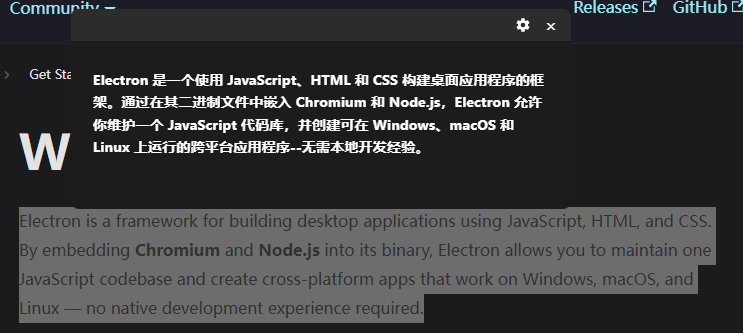 Community
Releases
GitHub
Get Sta
W
Electron 是一个使用 JavaScript、HTML 和 CSS 构建桌面应用程序的框
架。通过在其二进制文件中嵌入 Chromium 和 Node.js，Electron 允许
你维护一个 JavaScript 代码库，并创建可在 Windows、macOS 和
Linux 上运行的跨平台应用程序--无需本地开发经验。
Electron is a framework for building desktop applications using JavaScript, HTML, and CSS.
By embedding Chromium and Node.js into its binary, Electron allows you to maintain one
JavaScript codebase and create cross-platform apps that work on Windows, macOS, and
Linux — no native development experience required.